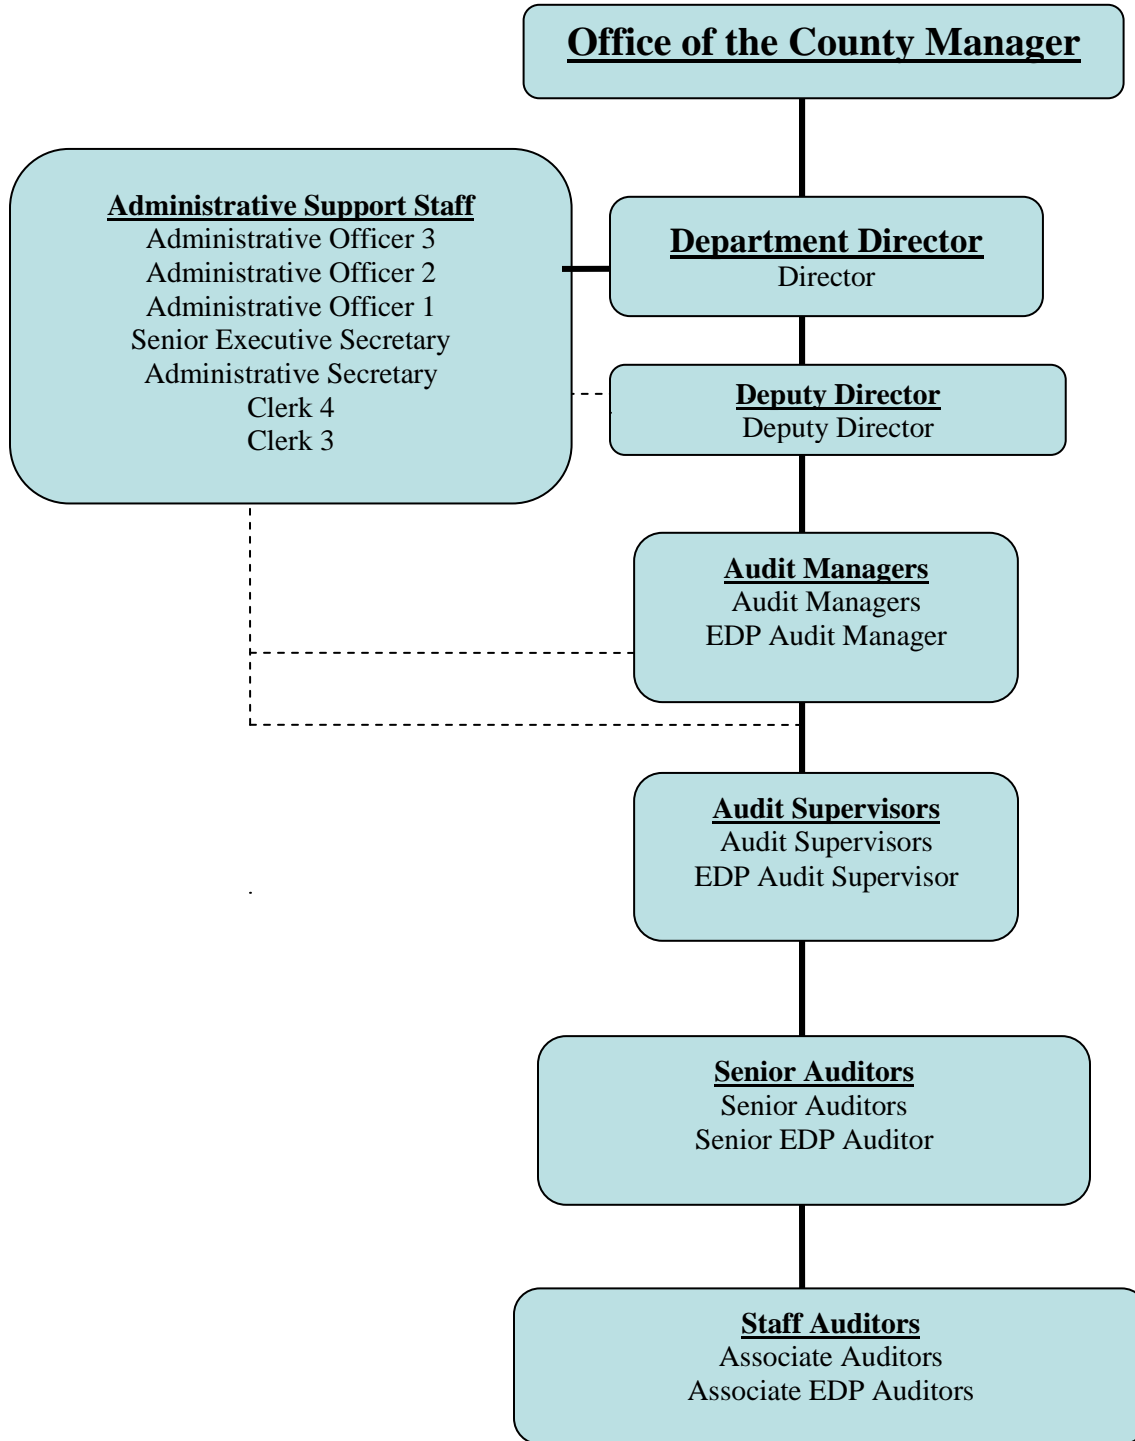 Office of the County Manager
Administrative Support Staff
Administrative Officer 3
Administrative Officer 2
Administrative Officer 1
Senior Executive Secretary
Administrative Secretary
Clerk 4
Clerk 3
Department Director
Director
Deputy Director
Deputy Director
Audit Managers
Audit Managers
EDP Audit Manager
Audit Supervisors
Audit Supervisors
EDP Audit Supervisor
Senior Auditors
Senior Auditors
Senior EDP Auditor
Staff Auditors
Associate Auditors
Associate EDP Auditors